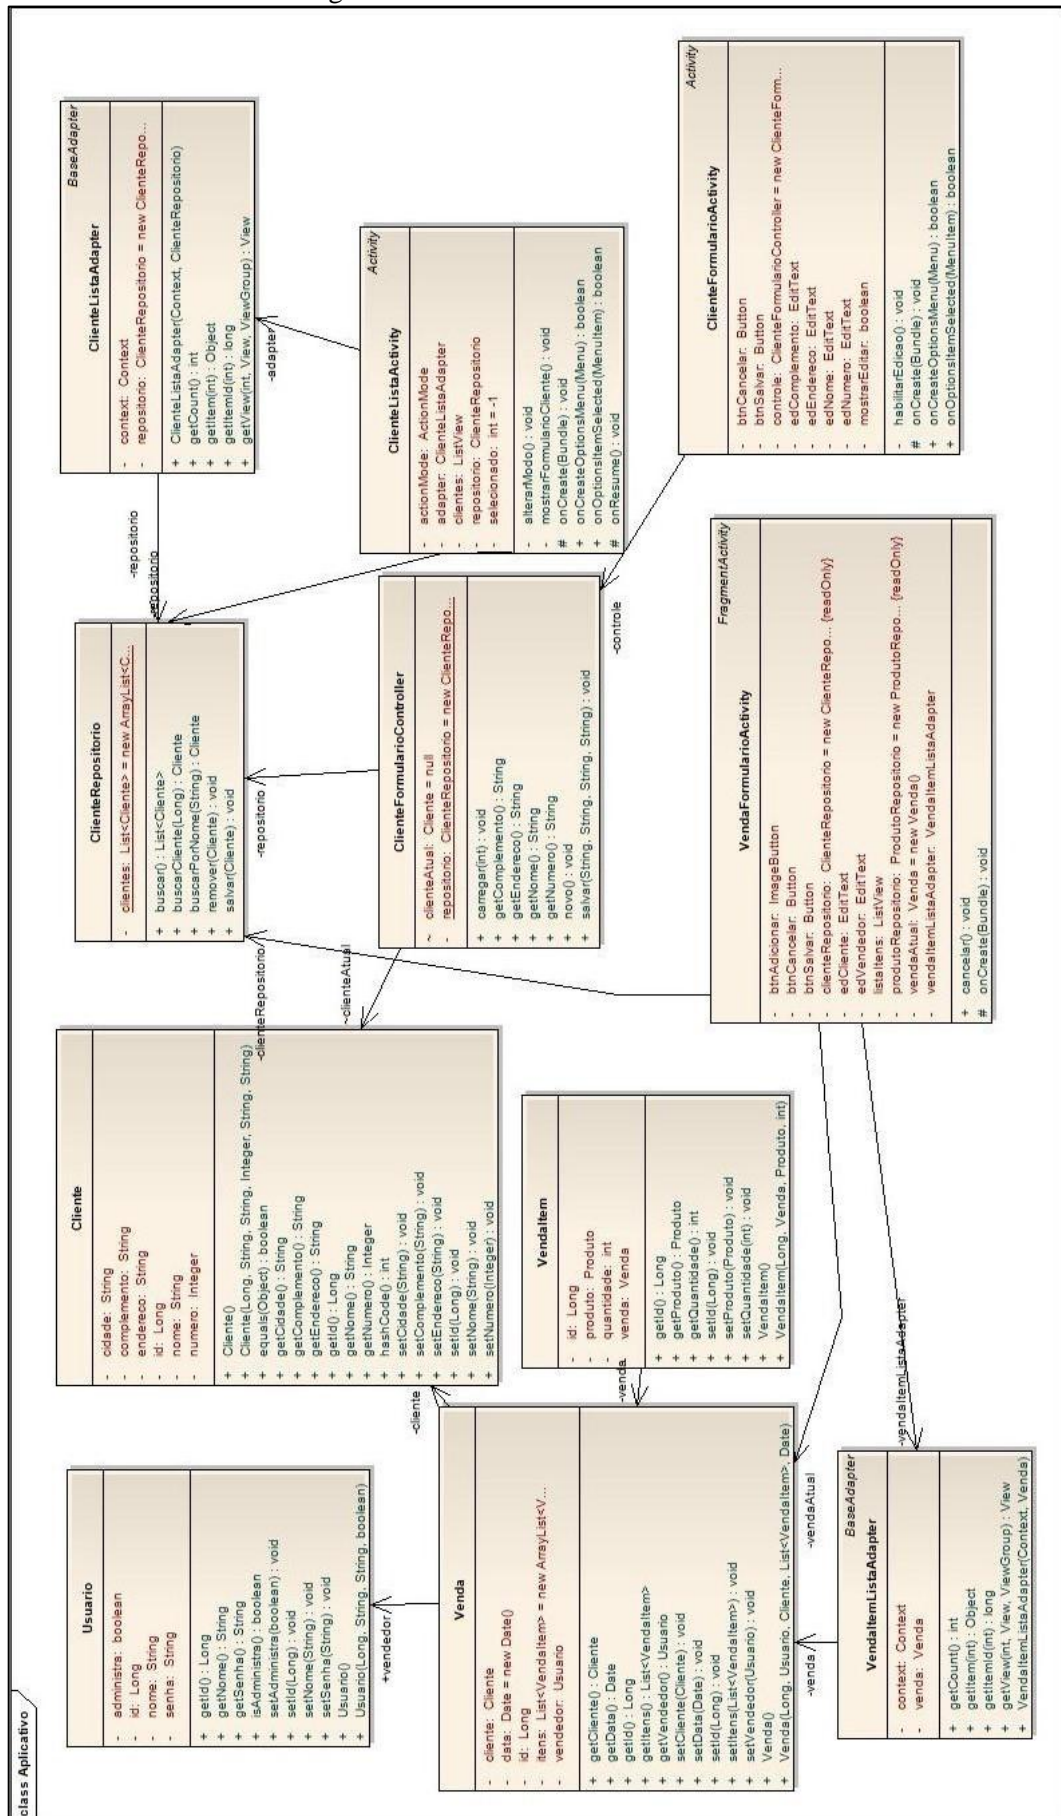 class Aplicativo
Usuario
- administra: boolean
- id: Long
- nome: String
- senha: String
+ getId() : Long
+ getNome() : String
+ getSenha() : String
+ isAdministra() : boolean
+ setAdministra(boolean) : void
+ setId(Long) : void
+ setNome(String) : void
+ setSenha(String) : void
+ Usuario()
+ Usuario(Long, String, String, boolean)
+vendedor
-cliente
Cliente
- cidade: String
- complemento: String
- endereco: String
- id: Long
- nome: String
- numero: Integer
+ Cliente()
+ Cliente(Long, String, String, Integer, String, String)
+ equals(Object) : boolean
+ getCidade() : String
+ getComplemento() : String
+ getEndereco() : String
+ getId() : Long
+ getNome() : String
+ getNumero() : Integer
+ hashCode() : int
+ setCidade(String) : void
+ setComplemento(String) : void
+ setEndereco(String) : void
+ setId(Long) : void
+ setNome(String) : void
+ setNumero(Integer) : void
-clienteRepositorio
~clienteAtual
ClienteRepositorio
- clientes: List<Cliente> = new ArrayList<C...
+ buscar() : List<Cliente>
+ buscarCliente(Long) : Cliente
+ buscarPorNome(String) : Cliente
+ remover(Cliente) : void
+ salvar(Cliente) : void
-repositorio
-repositorio
-repositorio
BaseAdapter
ClienteListaAdapter
- context: Context
- repositorio: ClienteRepositorio = new ClienteRepo...
+ ClienteListaAdapter(Context, ClienteRepositorio)
+ getCount() : int
+ getItem(int) : Object
+ getItemId(int) : long
+ getView(int, View, ViewGroup) : View
-adapter
Venda
- cliente: Cliente
- data: Date = new Date()
- id: Long
- itens: List<VendaItem> = new ArrayList<V...
- vendedor: Usuario
+ getCliente() : Cliente
+ getData() : Date
+ getId() : Long
+ getItens() : List<VendaItem>
+ getVendedor() : Usuario
+ setCliente(Cliente) : void
+ setData(Date) : void
+ setId(Long) : void
+ setItens(List<VendaItem>) : void
+ setVendedor(Usuario) : void
+ Venda()
+ Venda(Long, Usuario, Cliente, List<VendaItem>, Date)
-venda
VendaItem
- id: Long
- produto: Produto
- quantidade: int
- venda: Venda
+ getId() : Long
+ getProduto() : Produto
+ getQuantidade() : int
+ setId(Long) : void
+ setProduto(Produto) : void
+ setQuantidade(int) : void
+ VendaItem()
+ VendaItem(Long, Venda, Produto, int)
ClienteFormularioController
~ clienteAtual: Cliente = null
- repositorio: ClienteRepositorio = new ClienteRepo...
+ carregar(int) : void
+ getComplemento() : String
+ getEndereco() : String
+ getNome() : String
+ getNumero() : String
+ novo() : void
+ salvar(String, String, String, String) : void
-controle
Activity
ClienteListaActivity
- actionMode: ActionMode
- adapter: ClienteListaAdapter
- clientes: ListView
- repositorio: ClienteRepositorio
- selecionado: int = -1
- alterarModo() : void
- mostrarFormularioCliente() : void
# onCreate(Bundle) : void
+ onCreateOptionsMenu(Menu) : boolean
+ onOptionsItemSelected(MenuItem) : boolean
# onResume() : void
-venda
-vendaAtual
BaseAdapter
VendaItemListaAdapter
- context: Context
- venda: Venda
+ getCount() : int
+ getItem(int) : Object
+ getItemId(int) : long
+ getView(int, View, ViewGroup) : View
+ VendaItemListaAdapter(Context, Venda)
-vendaItemListaAdapter
FragmentActivity
VendaFormularioActivity
- btnAdicionar: ImageButton
- btnCancelar: Button
- btnSalvar: Button
- clienteRepositorio: ClienteRepositorio = new ClienteRepo... {readOnly}
- edCliente: EditText
- edVendedor: EditText
- listaItens: ListView
- produtoRepositorio: ProdutoRepositorio = new ProdutoRepo... {readOnly}
- vendaAtual: Venda = new Venda()
- vendaItemListaAdapter: VendaItemListaAdapter
+ cancelar() : void
# onCreate(Bundle) : void
Activity
ClienteFormularioActivity
- btnCancelar: Button
- btnSalvar: Button
- controle: ClienteFormularioController = new ClienteForm...
- edComplemento: EditText
- edEndereco: EditText
- edNome: EditText
- edNumero: EditText
- mostrarEditar: boolean
- habilitarEdicao() : void
# onCreate(Bundle) : void
+ onCreateOptionsMenu(Menu) : boolean
+ onOptionsItemSelected(MenuItem) : boolean